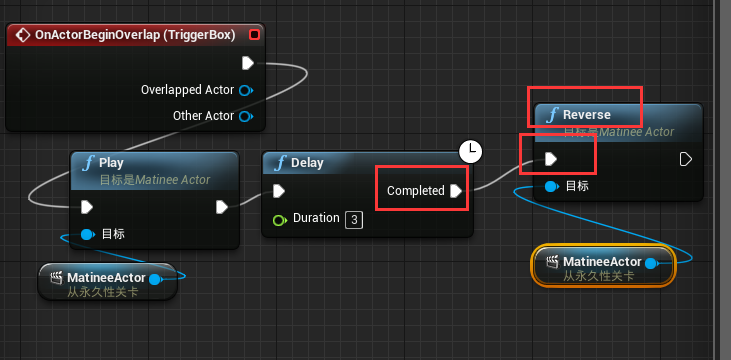 OnActorBeginOverlap (TriggerBox)
Overlapped Actor
Other Actor
Play
目标是Matinee Actor
目标
MatineeActor
从永久性关卡
Delay
Completed
Duration 3
Reverse
目标是Matinee Actor
目标
MatineeActor
从永久性关卡